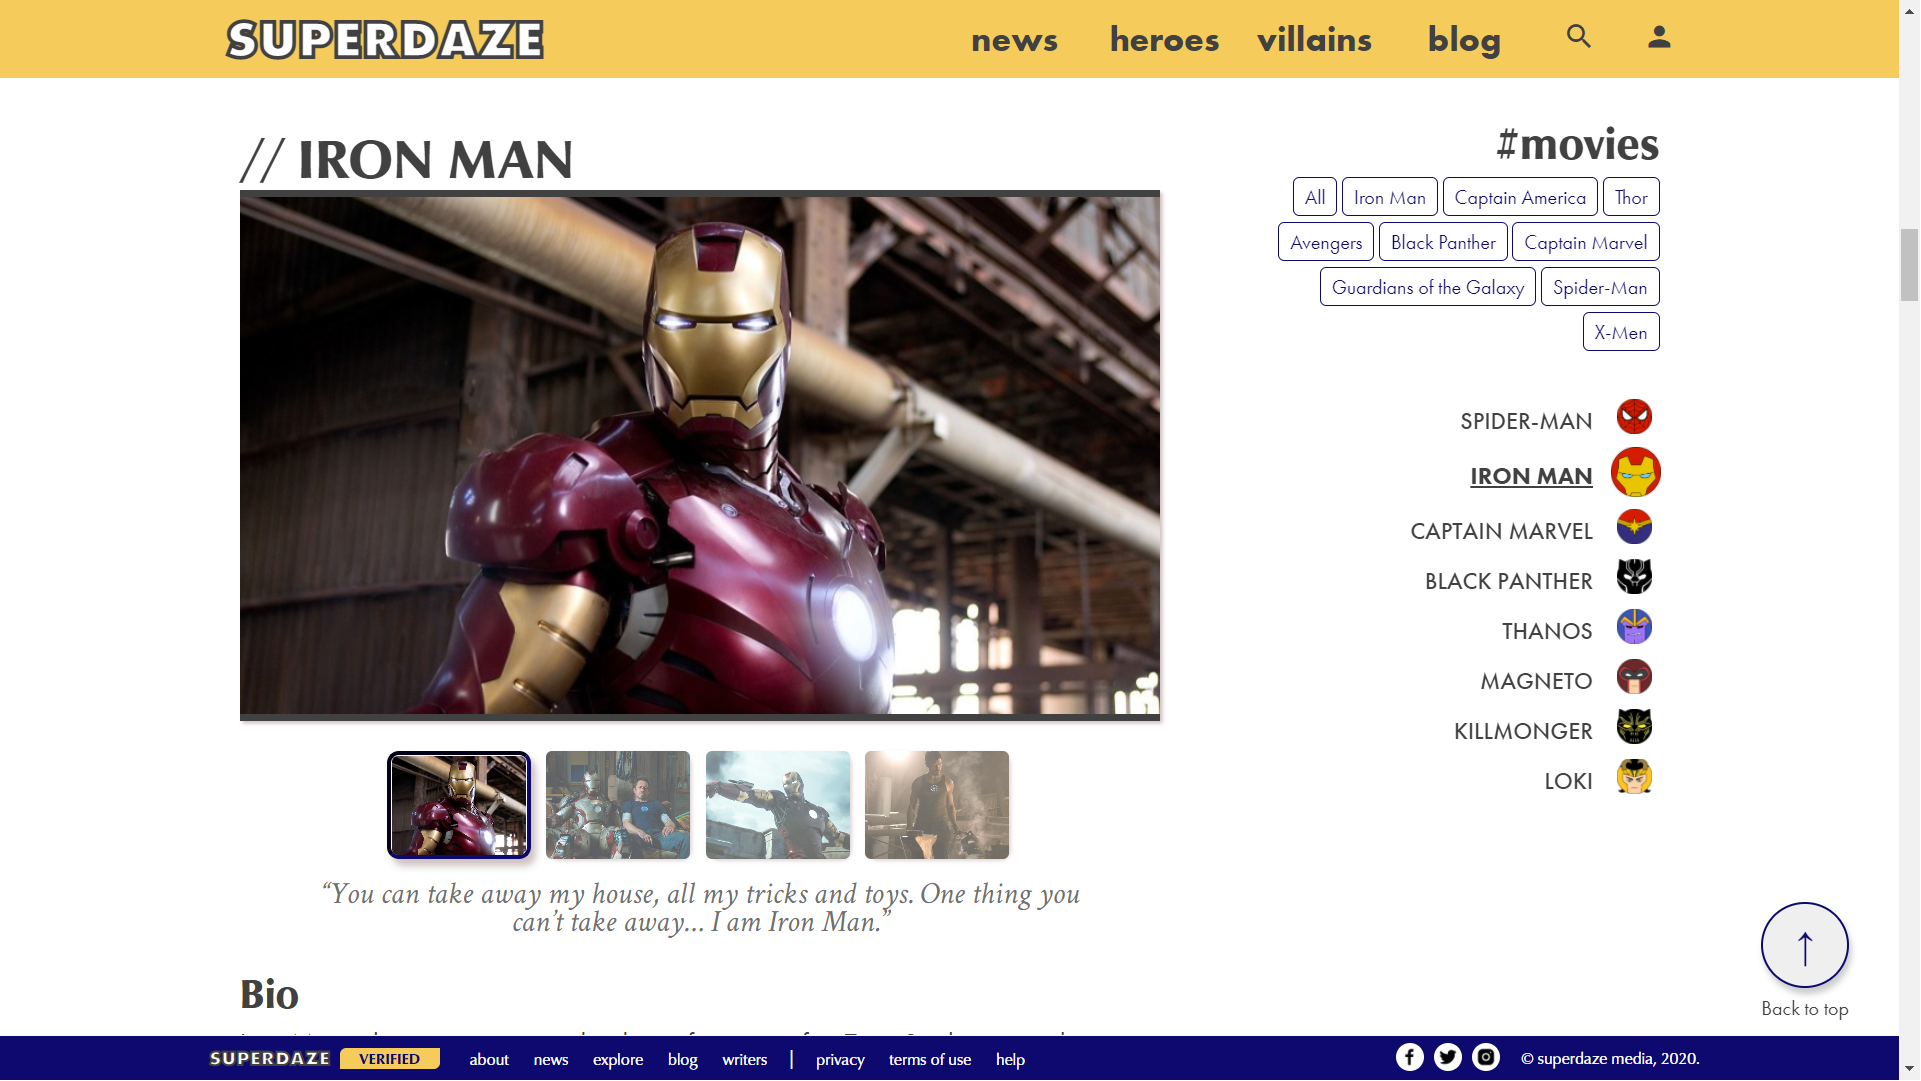 SUPERDAZE
news heroes villains blog
// IRON MAN
#movies
All Iron Man Captain America Thor
Avengers Black Panther Captain Marvel
Guardians of the Galaxy Spider-Man
X-Men
SPIDER-MAN
IRON MAN
CAPTAIN MARVEL
BLACK PANTHER
THANOS
MAGNETO
KILLMONGER
LOKI
“You can take away my house, all my tricks and toys. One thing you
can’t take away... I am Iron Man.”
Bio
↑
Back to top
SUPERDAZE VERIFIED about news explore blog writers | privacy terms of use help © superdaze media, 2020.